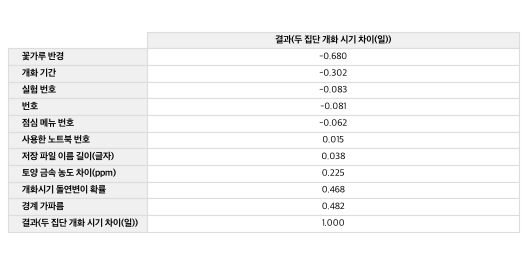 결과(두 집단 개화 시기 차이(일))
꽃가루 반경 -0.680
개화 기간 -0.302
실험 번호 -0.083
번호 -0.081
점심 메뉴 번호 -0.062
사용한 노트북 번호 0.015
저장 파일 이름 길이(글자) 0.038
토양 금속 농도 차이(ppm) 0.225
개화시기 돌연변이 확률 0.468
경계 가파름 0.482
결과(두 집단 개화 시기 차이(일)) 1.000